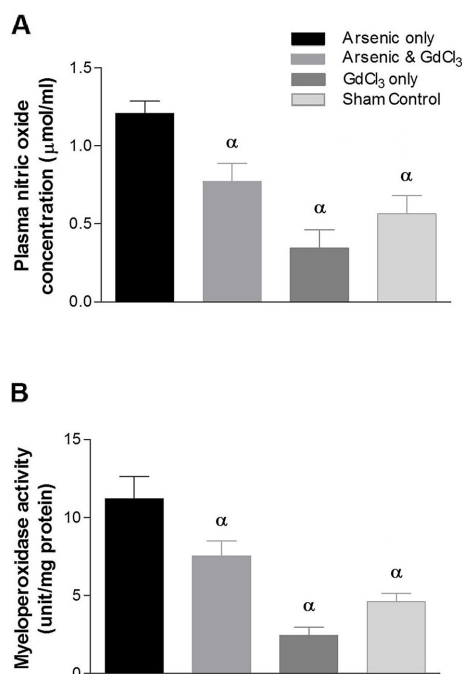 A
Arsenic only
Arsenic & GdCl₃
GdCl₃ only
Sham Control
Plasma nitric oxide
concentration (μmol/ml)
1.5
1.0
0.5
0.0
α
α
α
B
Myeloperoxidase activity
(unit/mg protein)
15
10
5
0
α
α
α